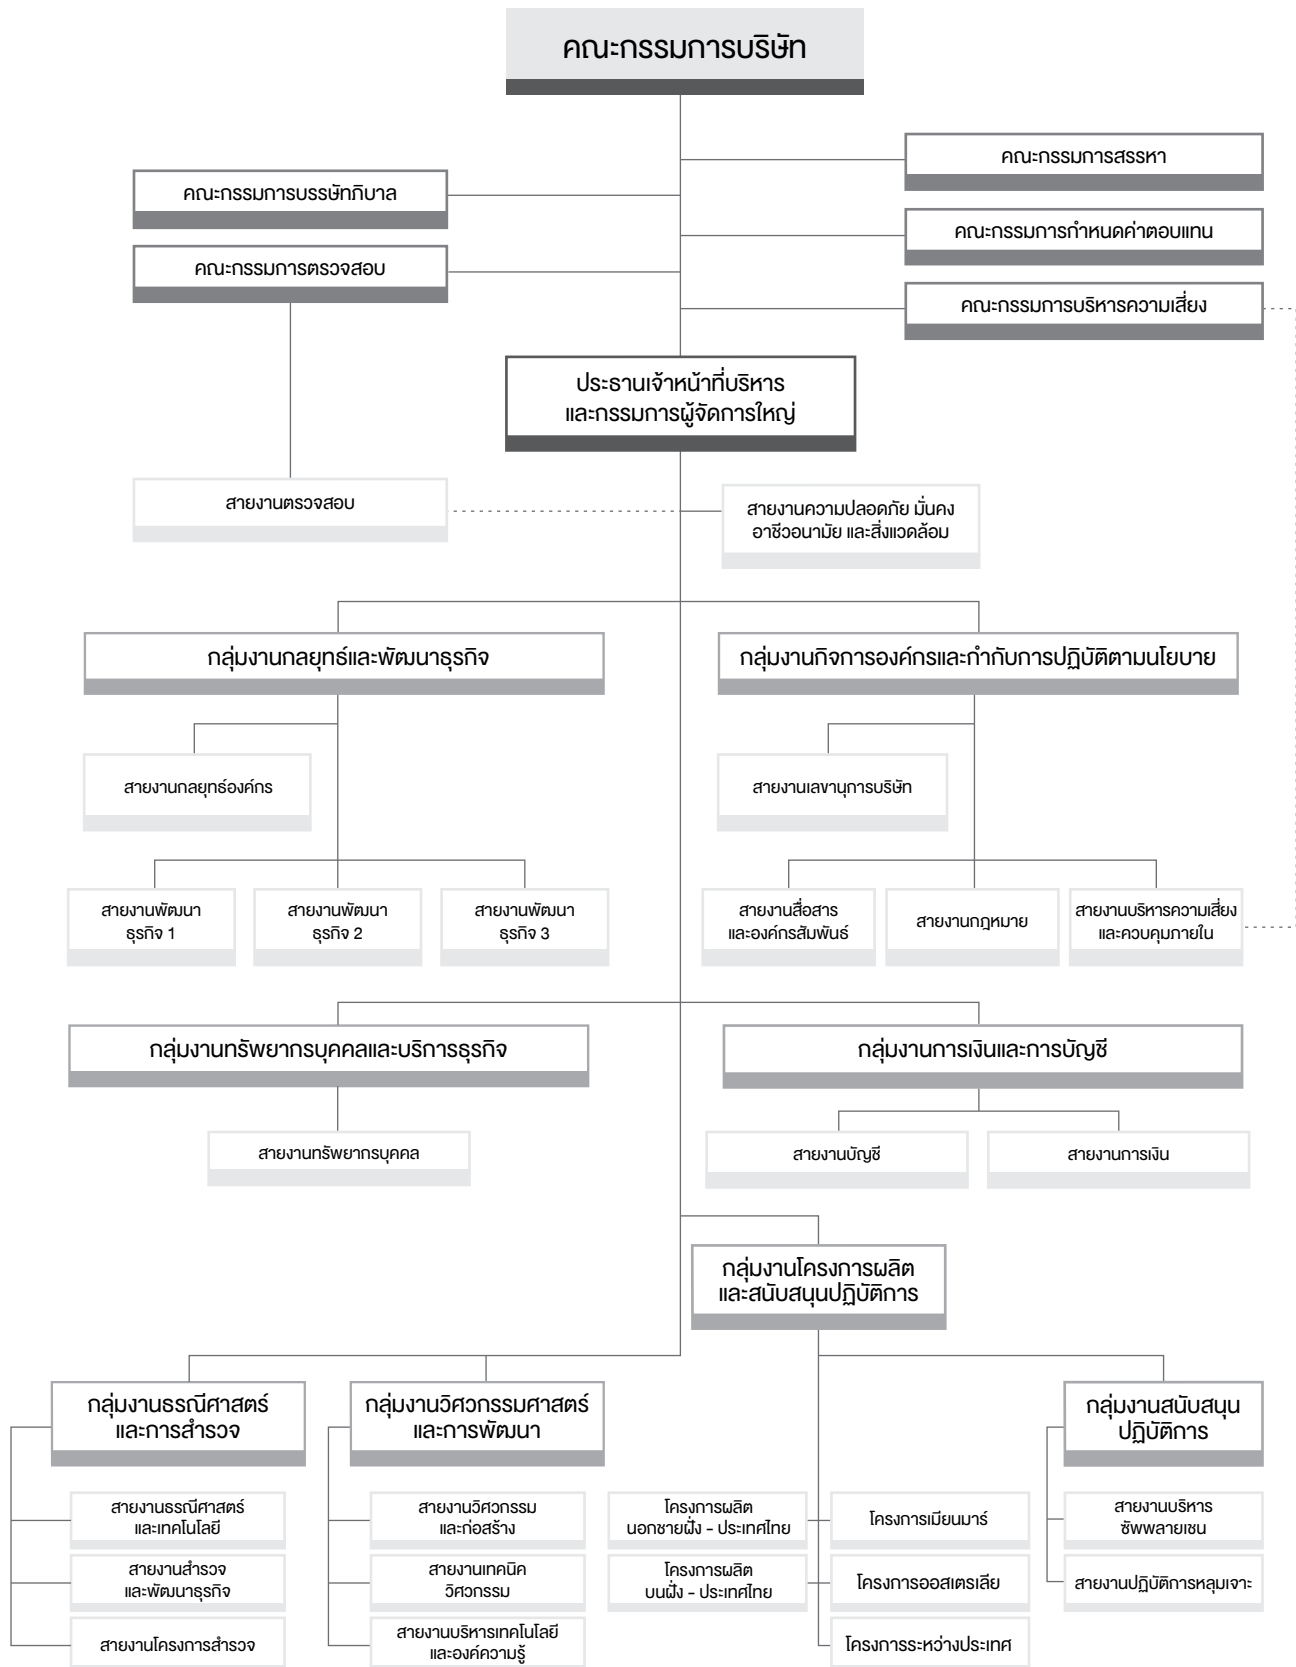 คณะกรรมการบริษัท
คณะกรรมการสรรหา
คณะกรรมการบรรษัทภิบาล
คณะกรรมการกำหนดค่าตอบแทน
คณะกรรมการตรวจสอบ
คณะกรรมการบริหารความเสี่ยง
ประธานเจ้าหน้าที่บริหาร
และกรรมการผู้จัดการใหญ่
สายงานตรวจสอบ
สายงานความปลอดภัย มั่นคง
อาชีวอนามัย และสิ่งแวดล้อม
กลุ่มงานกลยุทธ์และพัฒนาธุรกิจ
กลุ่มงานกิจการองค์กรและกำกับการปฏิบัติตามนโยบาย
สายงานกลยุทธ์องค์กร
สายงานเลขานุการบริษัท
สายงานพัฒนา
ธุรกิจ 1
สายงานพัฒนา
ธุรกิจ 2
สายงานพัฒนา
ธุรกิจ 3
สายงานสื่อสาร
และองค์กรสัมพันธ์
สายงานกฎหมาย
สายงานบริหารความเสี่ยง
และควบคุมภายใน
กลุ่มงานทรัพยากรบุคคลและบริการธุรกิจ
กลุ่มงานการเงินและการบัญชี
สายงานทรัพยากรบุคคล
สายงานบัญชี
สายงานการเงิน
กลุ่มงานโครงการผลิต
และสนับสนุนปฏิบัติการ
กลุ่มงานธรณีศาสตร์
และการสำรวจ
กลุ่มงานวิศวกรรมศาสตร์
และการพัฒนา
กลุ่มงานสนับสนุน
ปฏิบัติการ
สายงานธรณีศาสตร์
และเทคโนโลยี
สายงานวิศวกรรม
และก่อสร้าง
โครงการผลิต
นอกชายฝั่ง - ประเทศไทย
โครงการเมียนมาร์
สายงานบริหาร
ซัพพลายเชน
สายงานสำรวจ
และพัฒนาธุรกิจ
สายงานเทคนิค
วิศวกรรม
โครงการผลิต
บนฝั่ง - ประเทศไทย
โครงการออสเตรเลีย
สายงานปฏิบัติการหลุมเจาะ
สายงานโครงการสำรวจ
สายงานบริหารเทคโนโลยี
และองค์ความรู้
โครงการระหว่างประเทศ